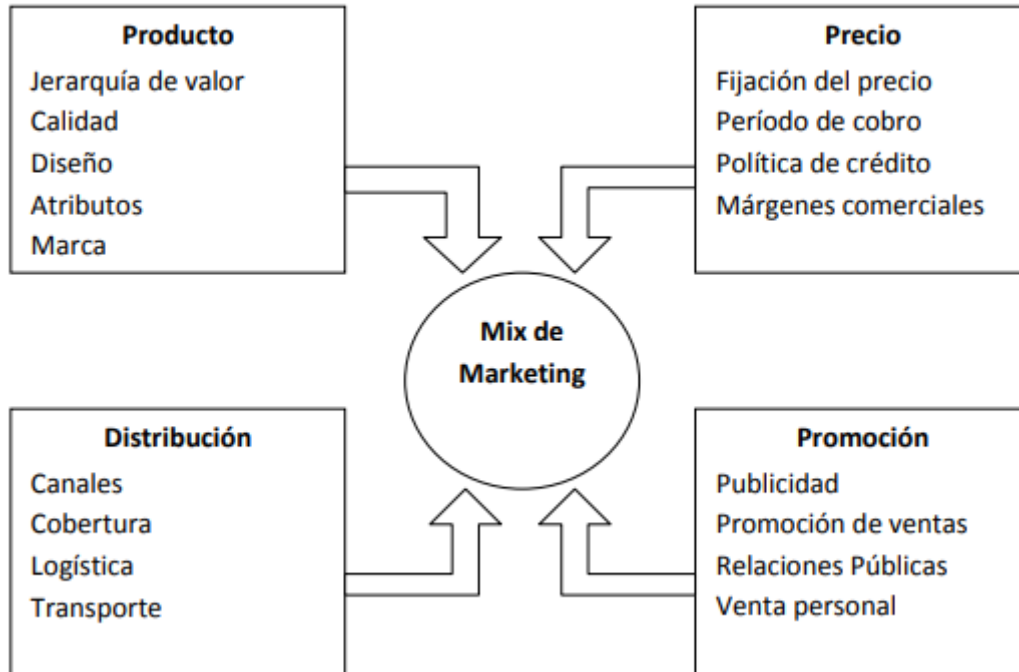 Producto
Jerarquía de valor
Calidad
Diseño
Atributos
Marca
Precio
Fijación del precio
Período de cobro
Política de crédito
Márgenes comerciales
Mix de
Marketing
Distribución
Canales
Cobertura
Logística
Transporte
Promoción
Publicidad
Promoción de ventas
Relaciones Públicas
Venta personal